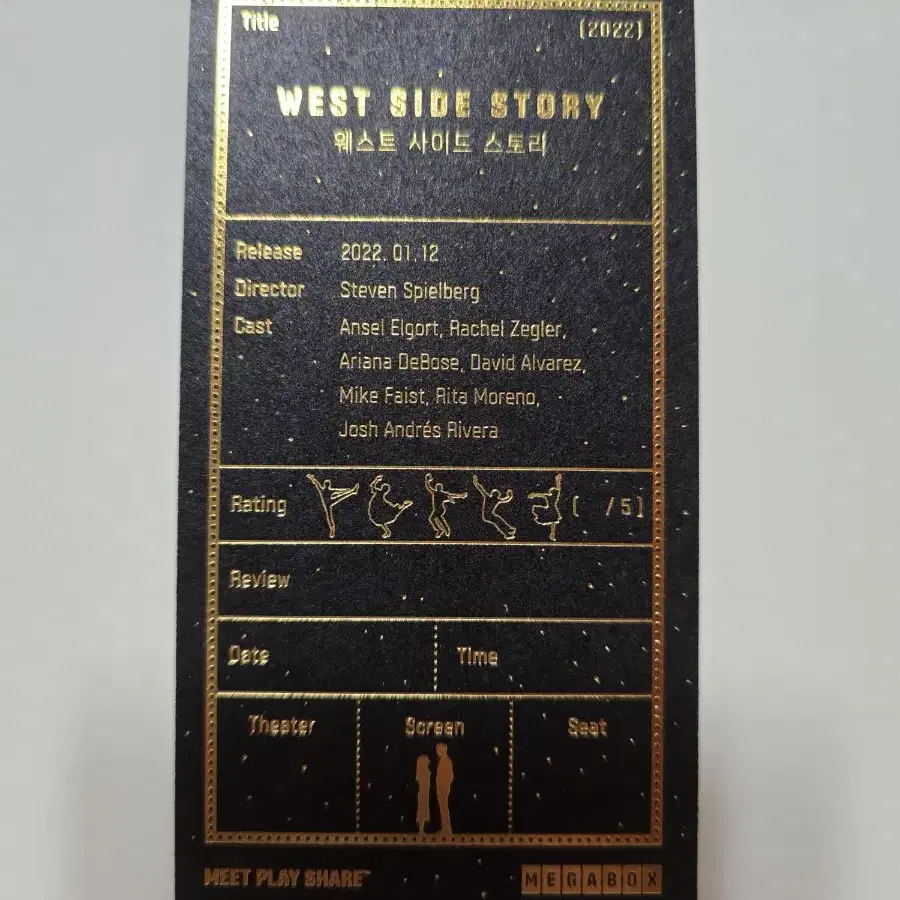 Title (2022)
WEST SIDE STORY
웨스트 사이드 스토리
Release 2022. 01. 12
Director Steven Spielberg
Cast Ansel Elgort, Rachel Zegler,
Ariana DeBose, David Alvarez,
Mike Faist, Rita Moreno,
Josh Andrés Rivera
Rating [ /5]
Review
Date Time
Theater Screen Seat
MEET PLAY SHARE™ MEGABOX